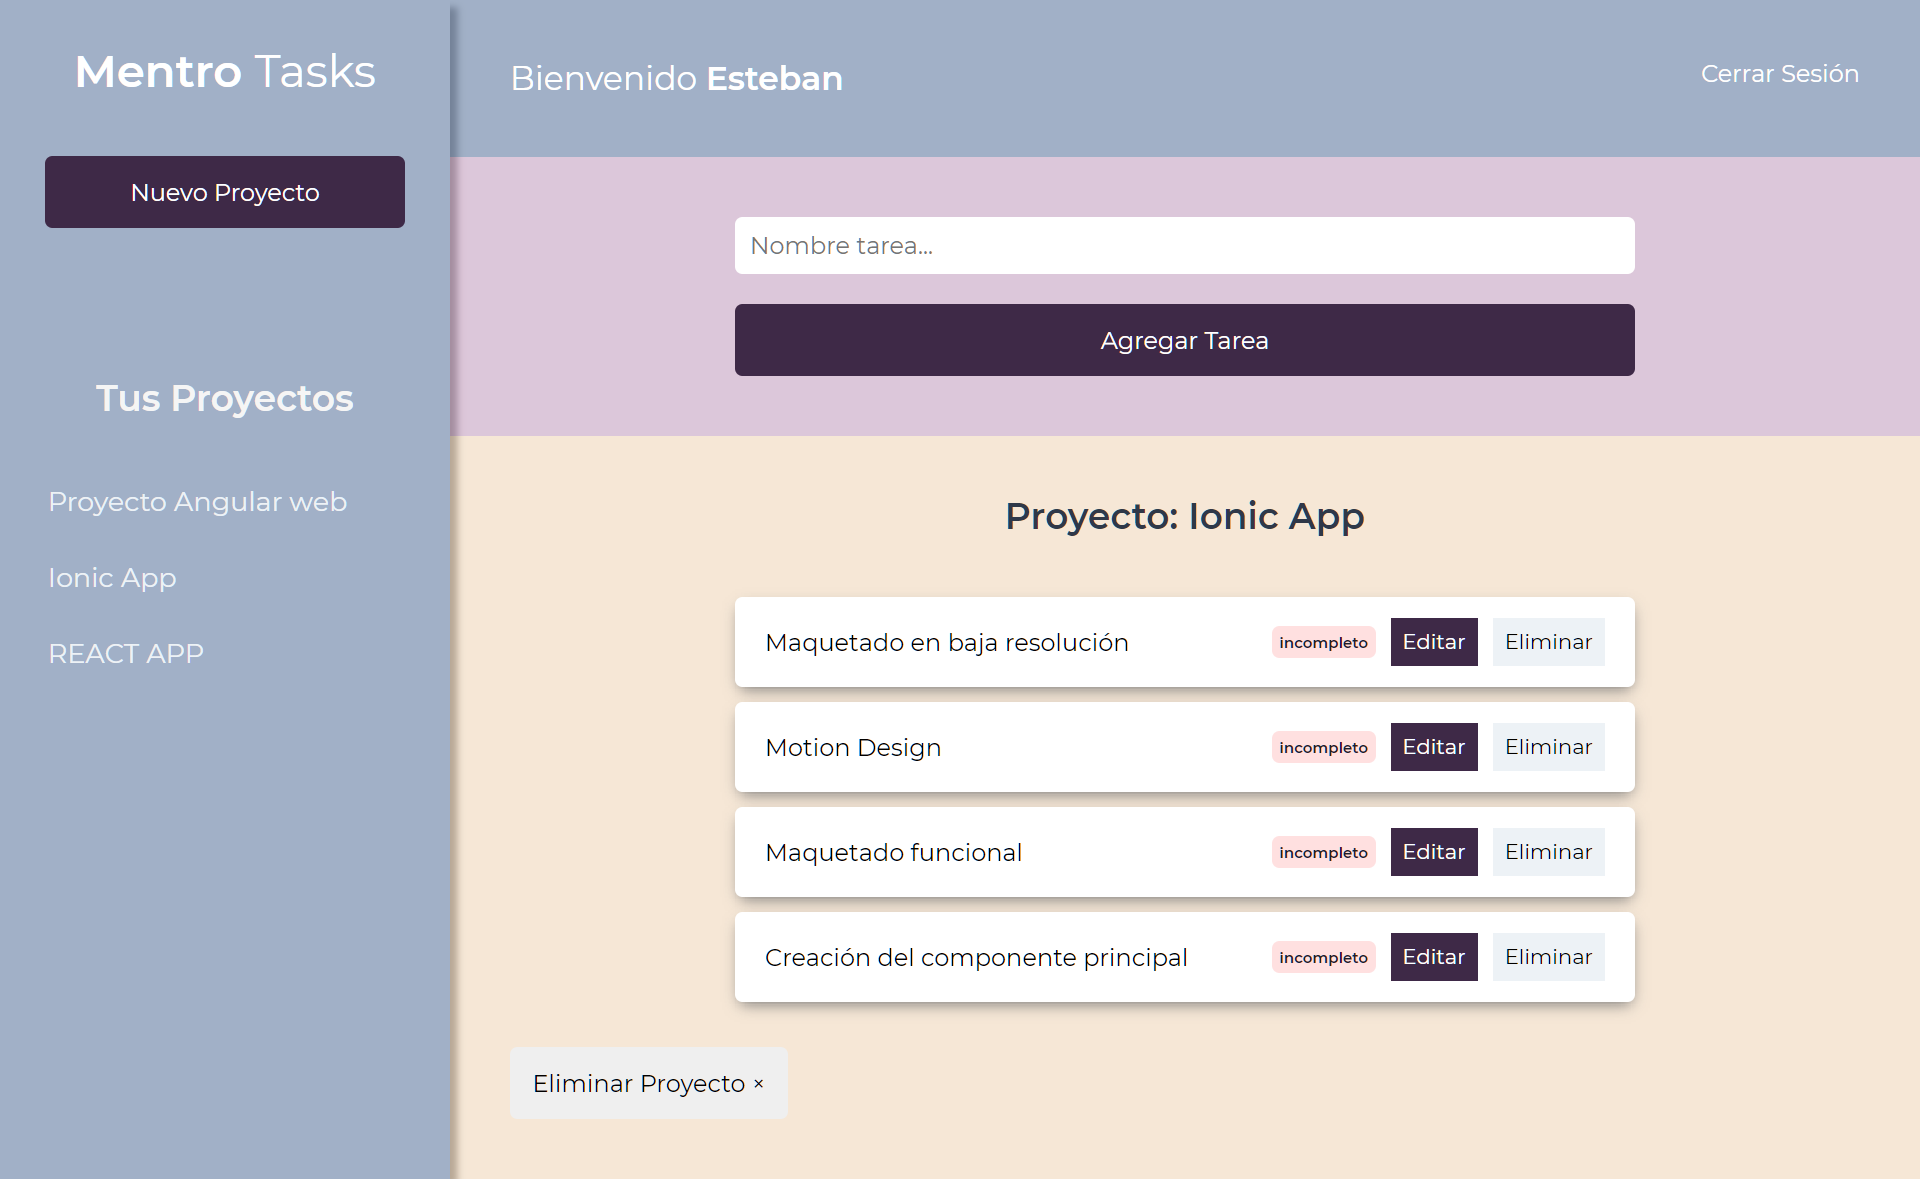 Mentro Tasks
Nuevo Proyecto
Tus Proyectos
Proyecto Angular web
Ionic App
REACT APP
Bienvenido Esteban
Cerrar Sesión
Nombre tarea...
Agregar Tarea
Proyecto: Ionic App
Maquetado en baja resolución incompleto Editar Eliminar
Motion Design incompleto Editar Eliminar
Maquetado funcional incompleto Editar Eliminar
Creación del componente principal incompleto Editar Eliminar
Eliminar Proyecto ×